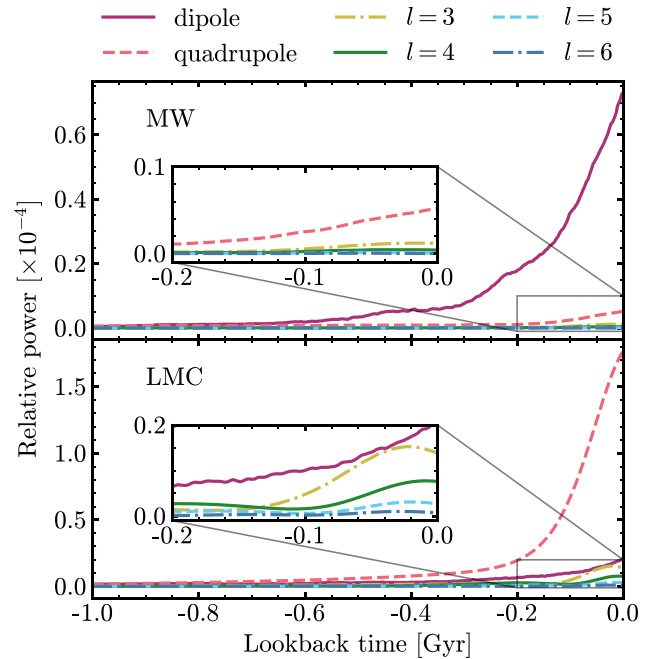 dipole l = 3 l = 5
quadrupole l = 4 l = 6
MW
0.6
0.4
0.2
0.0
0.1
0.0
-0.2 -0.1 0.0
Relative power [×10⁻⁴]
LMC
1.5
1.0
0.5
0.0
0.2
0.0
-0.2 -0.1 0.0
-1.0 -0.8 -0.6 -0.4 -0.2 0.0
Lookback time [Gyr]